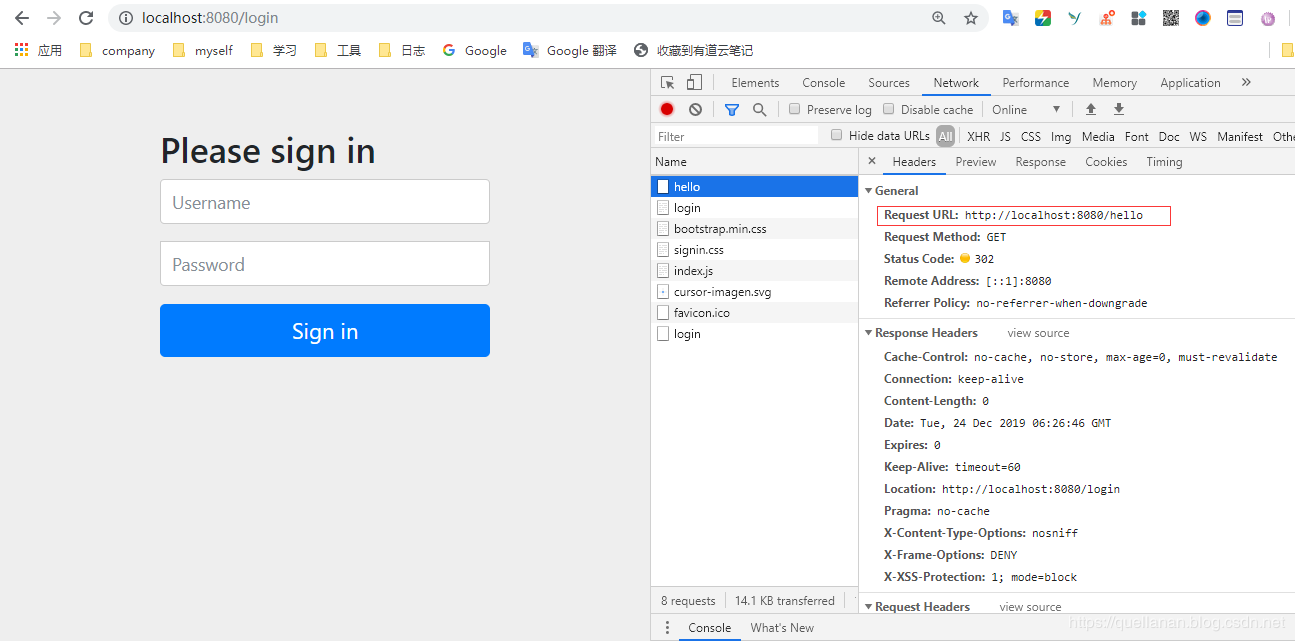 localhost:8080/login
应用 company myself 学习 工具 日志 Google Google 翻译 收藏到有道云笔记
Please sign in
Username
Password
Sign in
Elements Console Sources Network Performance Memory Application »
Preserve log Disable cache Online
Filter Hide data URLs All XHR JS CSS Img Media Font Doc WS Manifest Othe
Name
hello
login
bootstrap.min.css
signin.css
index.js
cursor-imagen.svg
favicon.ico
login
8 requests 14.1 KB transferred
× Headers Preview Response Cookies Timing
General
Request URL: http://localhost:8080/hello
Request Method: GET
Status Code: 302
Remote Address: [::1]:8080
Referrer Policy: no-referrer-when-downgrade
Response Headers view source
Cache-Control: no-cache, no-store, max-age=0, must-revalidate
Connection: keep-alive
Content-Length: 0
Date: Tue, 24 Dec 2019 06:26:46 GMT
Expires: 0
Keep-Alive: timeout=60
Location: http://localhost:8080/login
Pragma: no-cache
X-Content-Type-Options: nosniff
X-Frame-Options: DENY
X-XSS-Protection: 1; mode=block
Request Headers view source
Console What's New
https://quellanan.blog.csdn.net